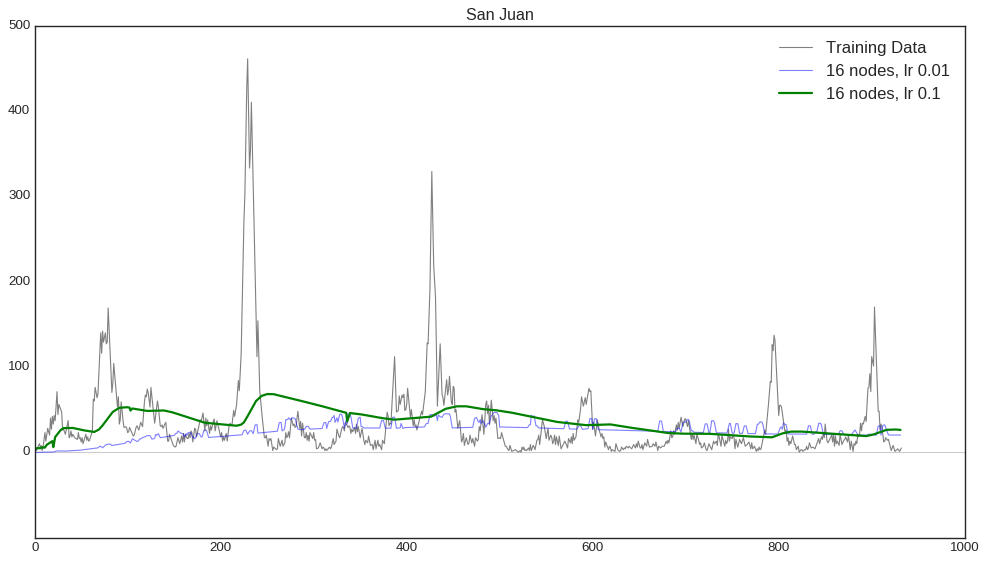 San Juan
500
400
300
200
100
0
Training Data
16 nodes, lr 0.01
16 nodes, lr 0.1
0 200 400 600 800 1000